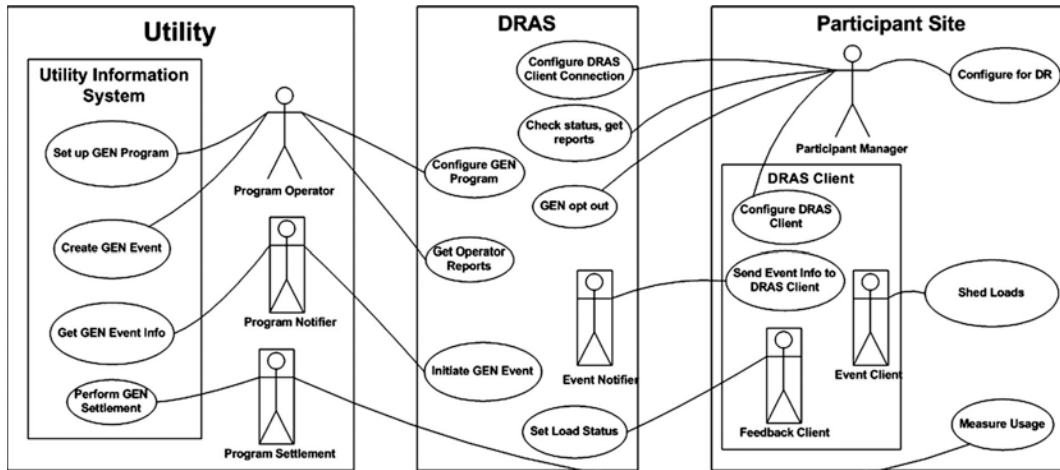 Utility
Utility Information
System
Set up GEN Program
Create GEN Event
Get GEN Event Info
Perform GEN
Settlement
Program Operator
Program Notifier
Program Settlement
DRAS
Configure DRAS
Client Connection
Check status, get
reports
Configure GEN
Program
GEN opt out
Get Operator
Reports
Initiate GEN Event
Event Notifier
Set Load Status
Participant Site
Participant Manager
Configure for DR
DRAS Client
Configure DRAS
Client
Send Event Info to
DRAS Client
Event Client
Feedback Client
Shed Loads
Measure Usage